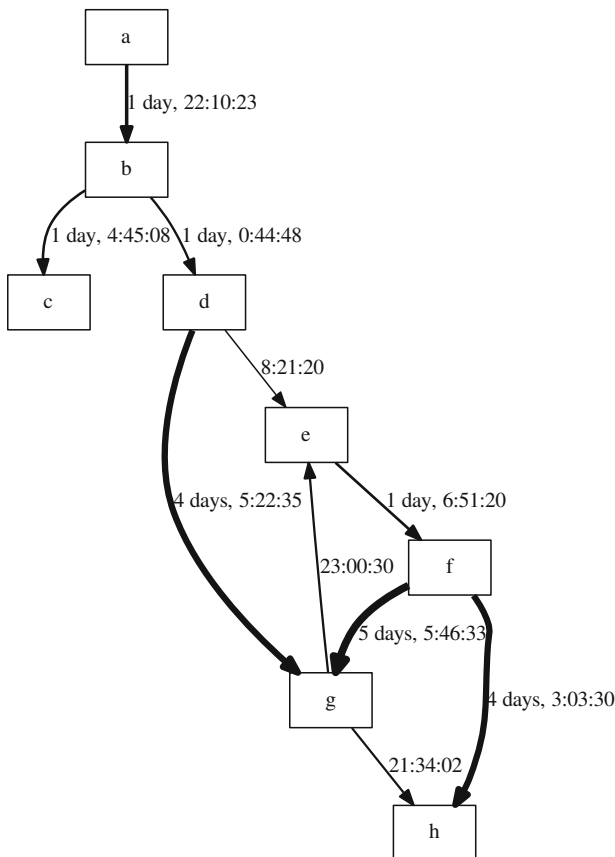 a
1 day, 22:10:23
b
1 day, 4:45:08
1 day, 0:44:48
c
d
8:21:20
e
4 days, 5:22:35
1 day, 6:51:20
23:00:30
f
5 days, 5:46:33
g
4 days, 3:03:30
21:34:02
h